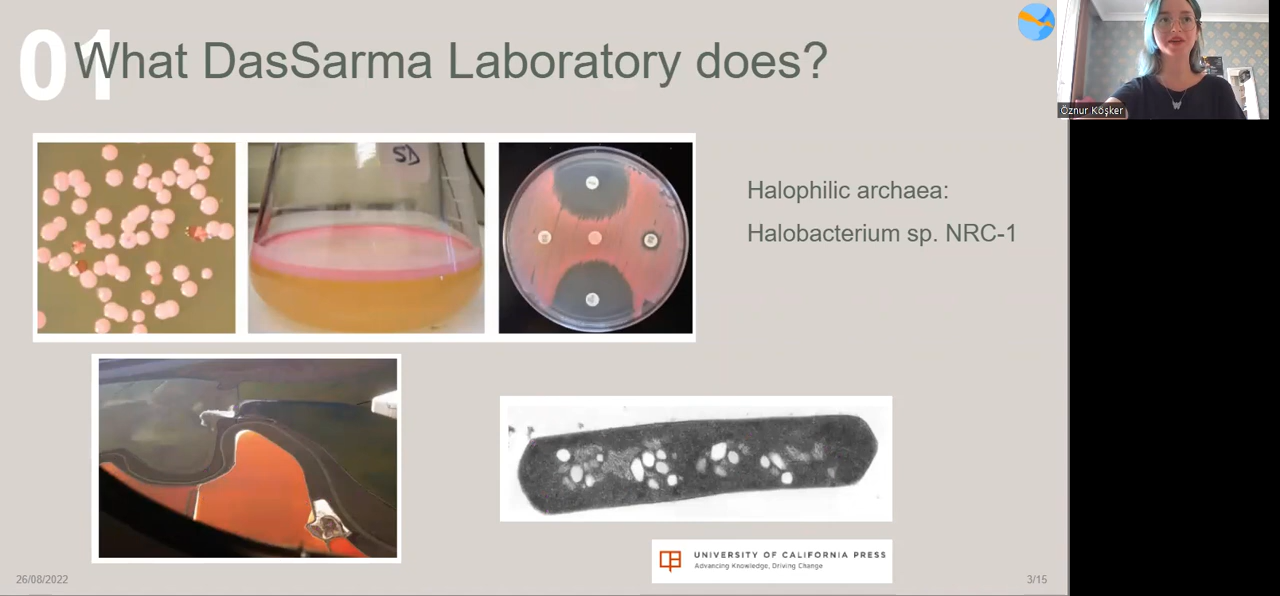 01
What DasSarma Laboratory does?
Öznur Köşker
SD
Halophilic archaea:
Halobacterium sp. NRC-1
UNIVERSITY OF CALIFORNIA PRESS
Advancing Knowledge, Driving Change
26/08/2022
3/15